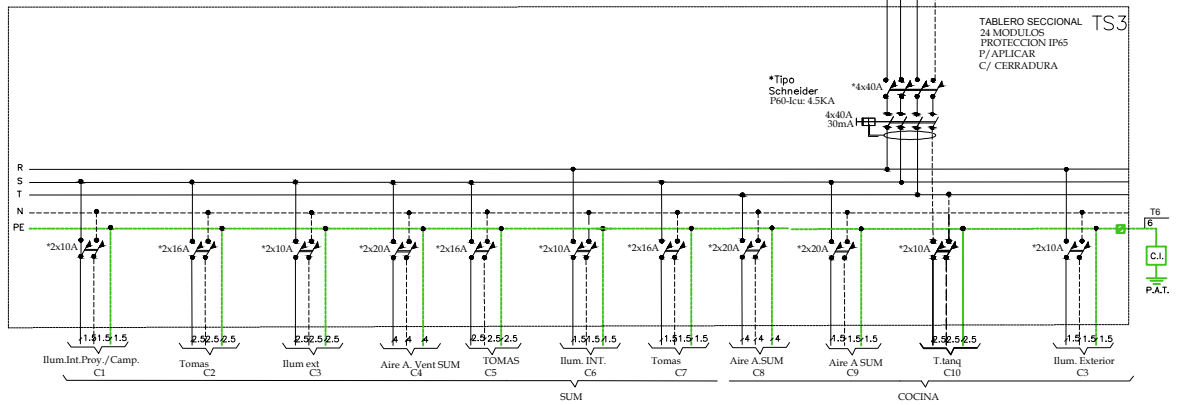 TABLERO SECCIONAL TS3
24 MODULOS
PROTECCION IP65
P/APLICAR
C/ CERRADURA
*Tipo
Schneider
P60-Icu: 4.5KA
*4x40A
4x40A
30mA
R
S
T
N
PE
T6
6
C.I.
P.A.T.
*2x10A *2x16A *2x10A *2x20A *2x16A *2x10A *2x16A *2x20A *2x20A *2x10A *2x10A
1.5 1.5 1.5 2.5 2.5 2.5 2.5 2.5 2.5 4 4 4 2.5 2.5 2.5 1.5 1.5 1.5 1.5 1.5 1.5 4 4 4 1.5 1.5 1.5 2.5 2.5 2.5 1.5 1.5 1.5
Ilum.Int.Proy./Camp. Tomas Ilum ext Aire A. Vent SUM TOMAS Ilum. INT. Tomas Aire A.SUM Aire A SUM T.tanq Ilum. Exterior
C1 C2 C3 C4 C5 C6 C7 C8 C9 C10 C3
SUM COCINA